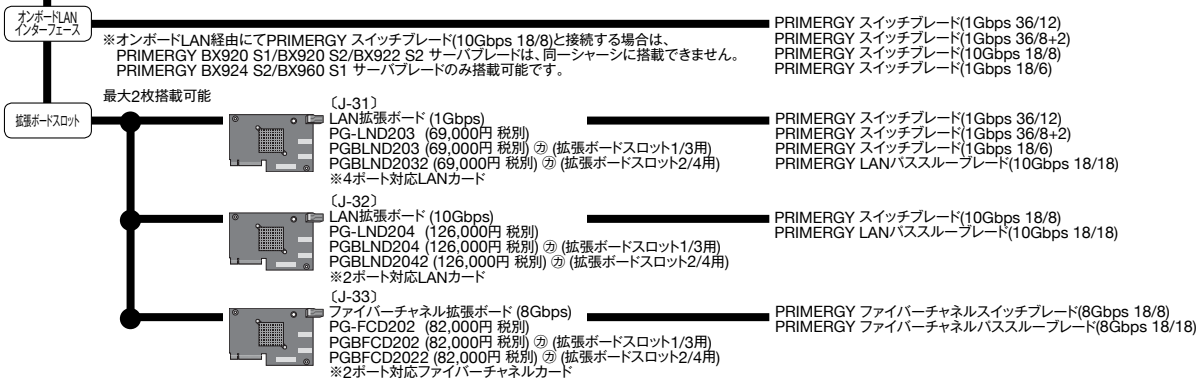 オンボードLAN
インターフェース
PRIMERGY スイッチブレード(1Gbps 36/12)
PRIMERGY スイッチブレード(1Gbps 36/8+2)
PRIMERGY スイッチブレード(10Gbps 18/8)
PRIMERGY スイッチブレード(1Gbps 18/6)
※オンボードLAN経由にてPRIMERGY スイッチブレード(10Gbps 18/8)と接続する場合は、
PRIMERGY BX920 S1/BX920 S2/BX922 S2 サーバブレードは、同一シャーシに搭載できません。
PRIMERGY BX924 S2/BX960 S1 サーバブレードのみ搭載可能です。
拡張ボードスロット
最大2枚搭載可能
〔J-31〕
LAN拡張ボード (1Gbps)
PG-LND203 (69,000円 税別)
PGBLND203 (69,000円 税別) ㋕ (拡張ボードスロット1/3用)
PGBLND2032 (69,000円 税別) ㋕ (拡張ボードスロット2/4用)
※4ポート対応LANカード
PRIMERGY スイッチブレード(1Gbps 36/12)
PRIMERGY スイッチブレード(1Gbps 36/8+2)
PRIMERGY スイッチブレード(1Gbps 18/6)
PRIMERGY LANパススルーブレード(10Gbps 18/18)
〔J-32〕
LAN拡張ボード (10Gbps)
PG-LND204 (126,000円 税別)
PGBLND204 (126,000円 税別) ㋕ (拡張ボードスロット1/3用)
PGBLND2042 (126,000円 税別) ㋕ (拡張ボードスロット2/4用)
※2ポート対応LANカード
PRIMERGY スイッチブレード(10Gbps 18/8)
PRIMERGY LANパススルーブレード(10Gbps 18/18)
〔J-33〕
ファイバーチャネル拡張ボード (8Gbps)
PG-FCD202 (82,000円 税別)
PGBFCD202 (82,000円 税別) ㋕ (拡張ボードスロット1/3用)
PGBFCD2022 (82,000円 税別) ㋕ (拡張ボードスロット2/4用)
※2ポート対応ファイバーチャネルカード
PRIMERGY ファイバーチャネルスイッチブレード(8Gbps 18/8)
PRIMERGY ファイバーチャネルパススルーブレード(8Gbps 18/18)